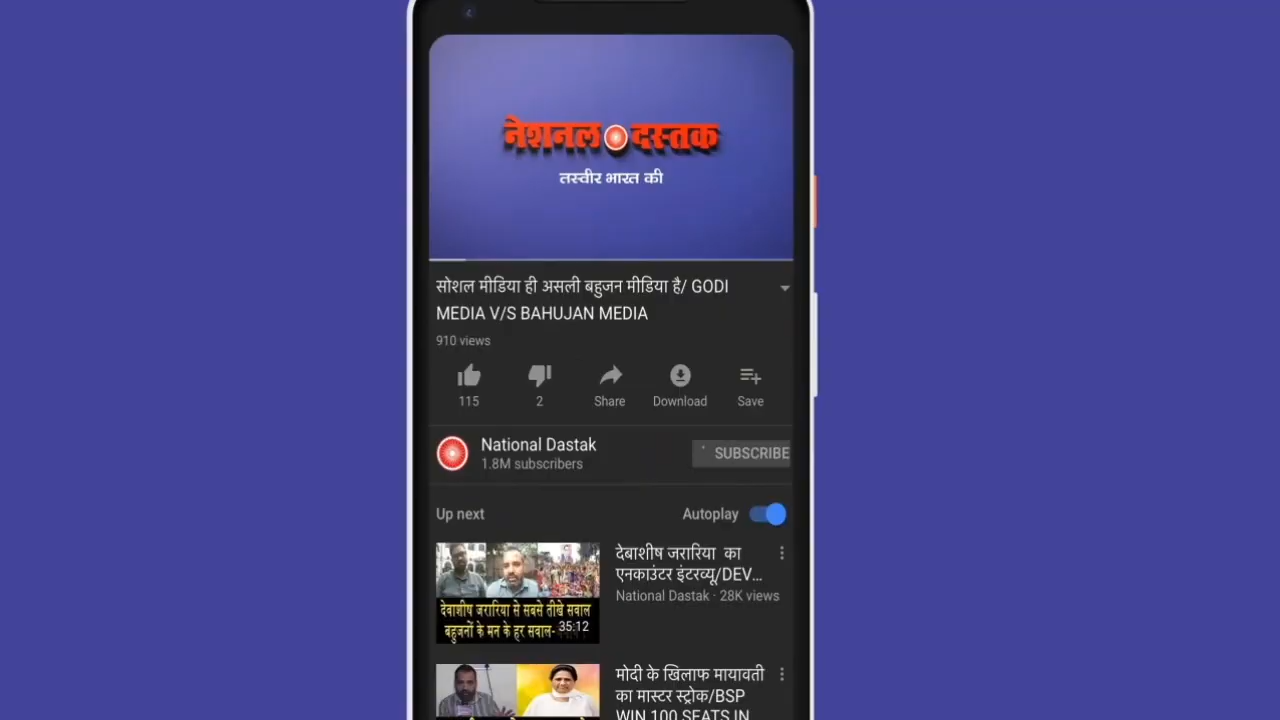 नेशनल दस्तक
तस्वीर भारत की
सोशल मीडिया ही असली बहुजन मीडिया है/ GODI
MEDIA V/S BAHUJAN MEDIA
910 views
115
2
Share
Download
Save
National Dastak
1.8M subscribers
SUBSCRIBE
Up next
Autoplay
देबाशीष जरारिया का
एनकाउंटर इंटरव्यू/DEV...
National Dastak · 28K views
देवाशीष जरारिया से सबसे तीखे सवाल
बहुजनों के मन के हर सवाल-
35:12
मोदी के खिलाफ मायावती
का मास्टर स्ट्रोक/BSP
WIN 100 SEATS IN